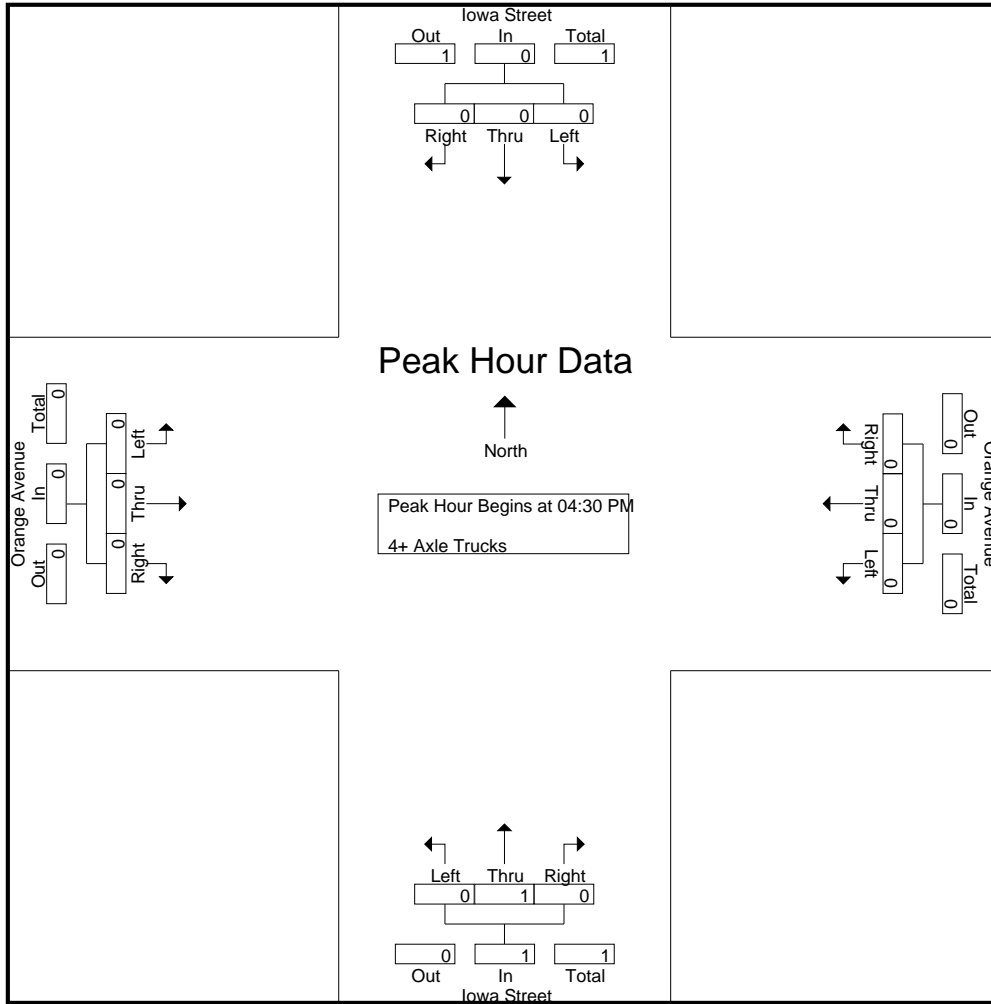 Iowa Street
Out In Total
1 0 1
0 0 0
Right Thru Left
Peak Hour Data
North
Peak Hour Begins at 04:30 PM
4+ Axle Trucks
Orange Avenue
Total In Out
0 0 0
0 0 0
Left Thru Right
Right Thru Left
0 0 0
0 0 0
Out In Total
Orange Avenue
Left Thru Right
0 1 0
0 1 1
Out In Total
Iowa Street